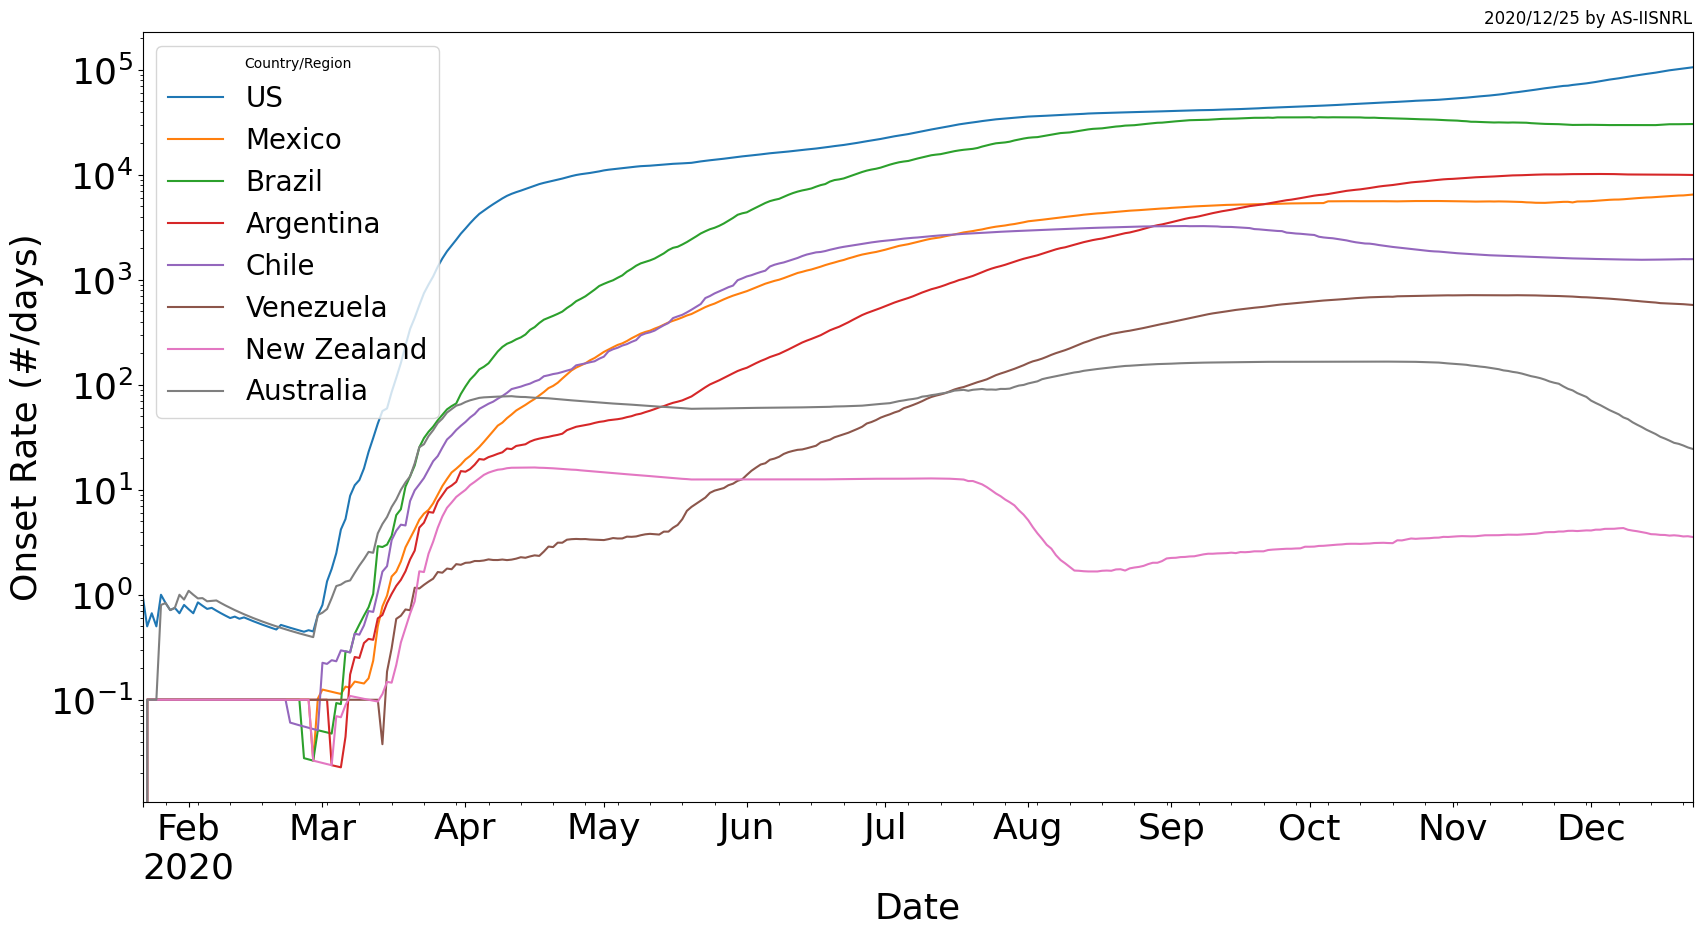 2020/12/25 by AS-IISNRL
Country/Region
US
Mexico
Brazil
Argentina
Chile
Venezuela
New Zealand
Australia
Onset Rate (#/days)
10^5
10^4
10^3
10^2
10^1
10^0
10^−1
Feb Mar Apr May Jun Jul Aug Sep Oct Nov Dec
2020
Date